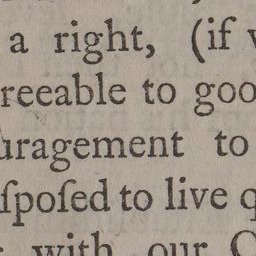 a right, (if
reeable to goo
uragement to
ſpoſed to live q
with our C